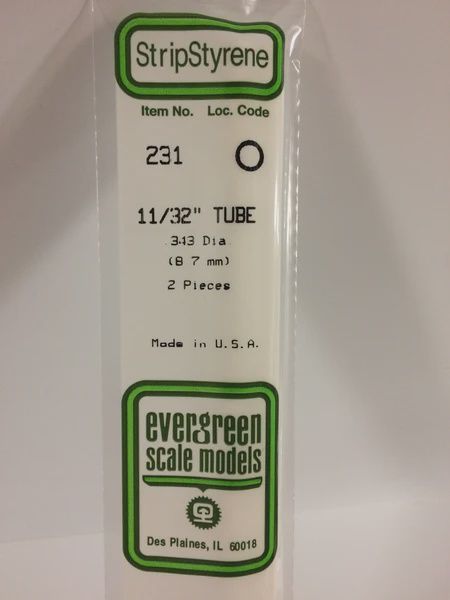 StripStyrene
Item No. Loc. Code
231 O
11/32" TUBE
.343 Dia.
(8.7 mm)
2 Pieces
Made in U.S.A.
evergreen
scale models
Des Plaines, IL 60018